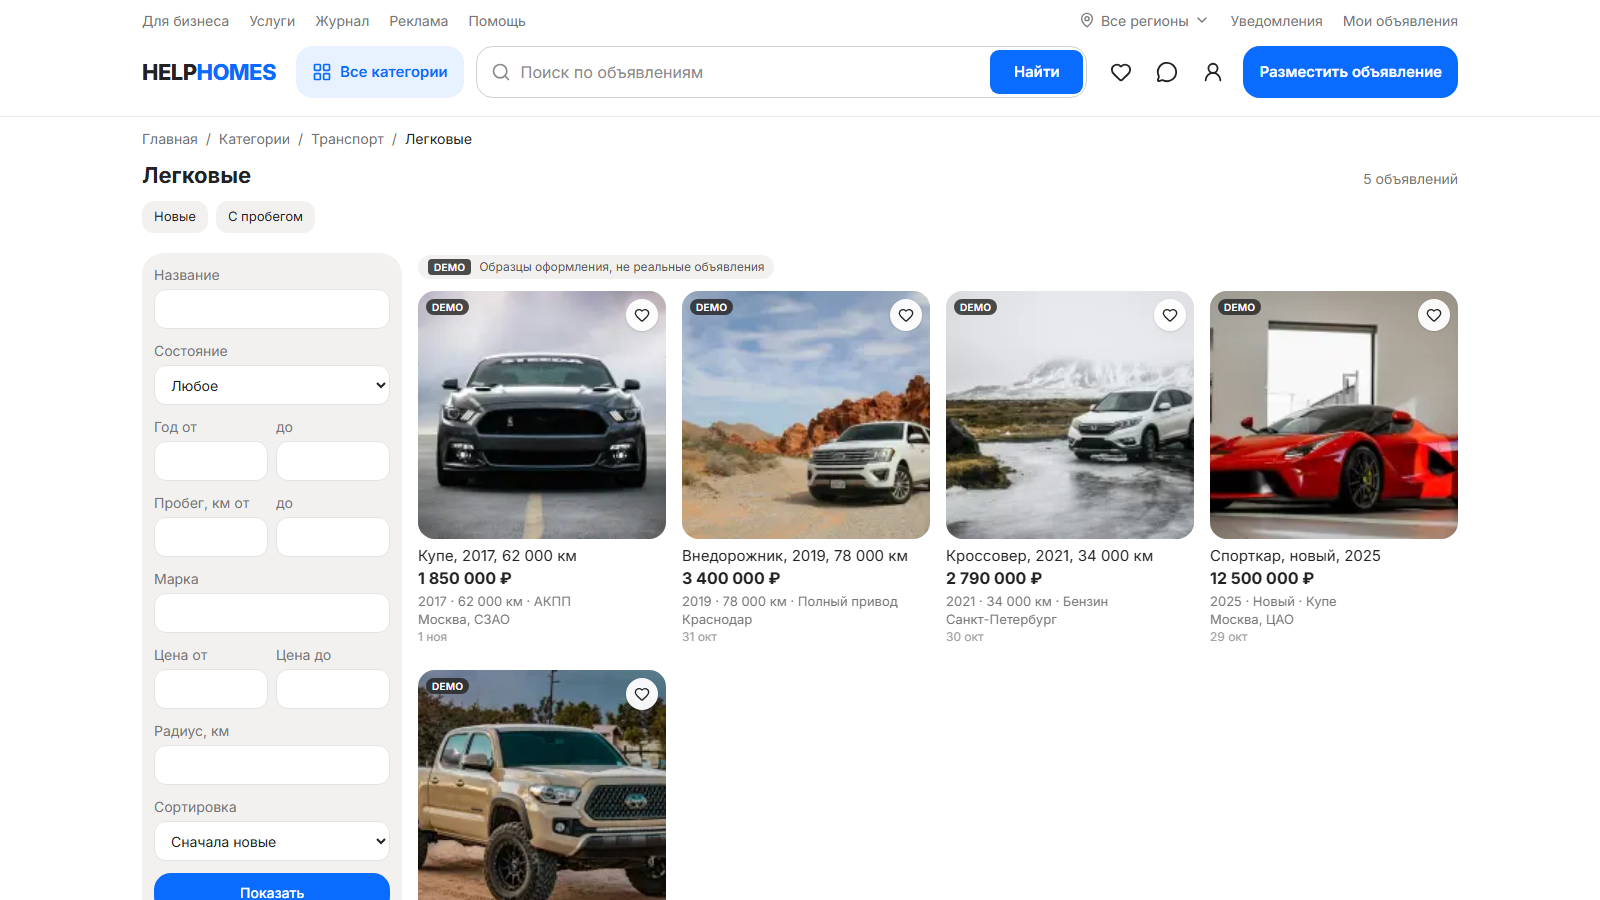 Для бизнеса Услуги Журнал Реклама Помощь Все регионы Уведомления Мои объявления
HELPHOMES Все категории Поиск по объявлениям Найти Разместить объявление
Главная / Категории / Транспорт / Легковые
Легковые
5 объявлений
Новые С пробегом
Название
Состояние
Любое
Год от до
Пробег, км от до
Марка
Цена от Цена до
Радиус, км
Сортировка
Сначала новые
Показать
DEMO Образцы оформления, не реальные объявления
DEMO
STEEDA
Купе, 2017, 62 000 км
1 850 000 ₽
2017 · 62 000 км · АКПП
Москва, СЗАО
1 ноя
DEMO
Внедорожник, 2019, 78 000 км
3 400 000 ₽
2019 · 78 000 км · Полный привод
Краснодар
31 окт
DEMO
Кроссовер, 2021, 34 000 км
2 790 000 ₽
2021 · 34 000 км · Бензин
Санкт-Петербург
30 окт
DEMO
Спорткар, новый, 2025
12 500 000 ₽
2025 · Новый · Купе
Москва, ЦАО
29 окт
DEMO